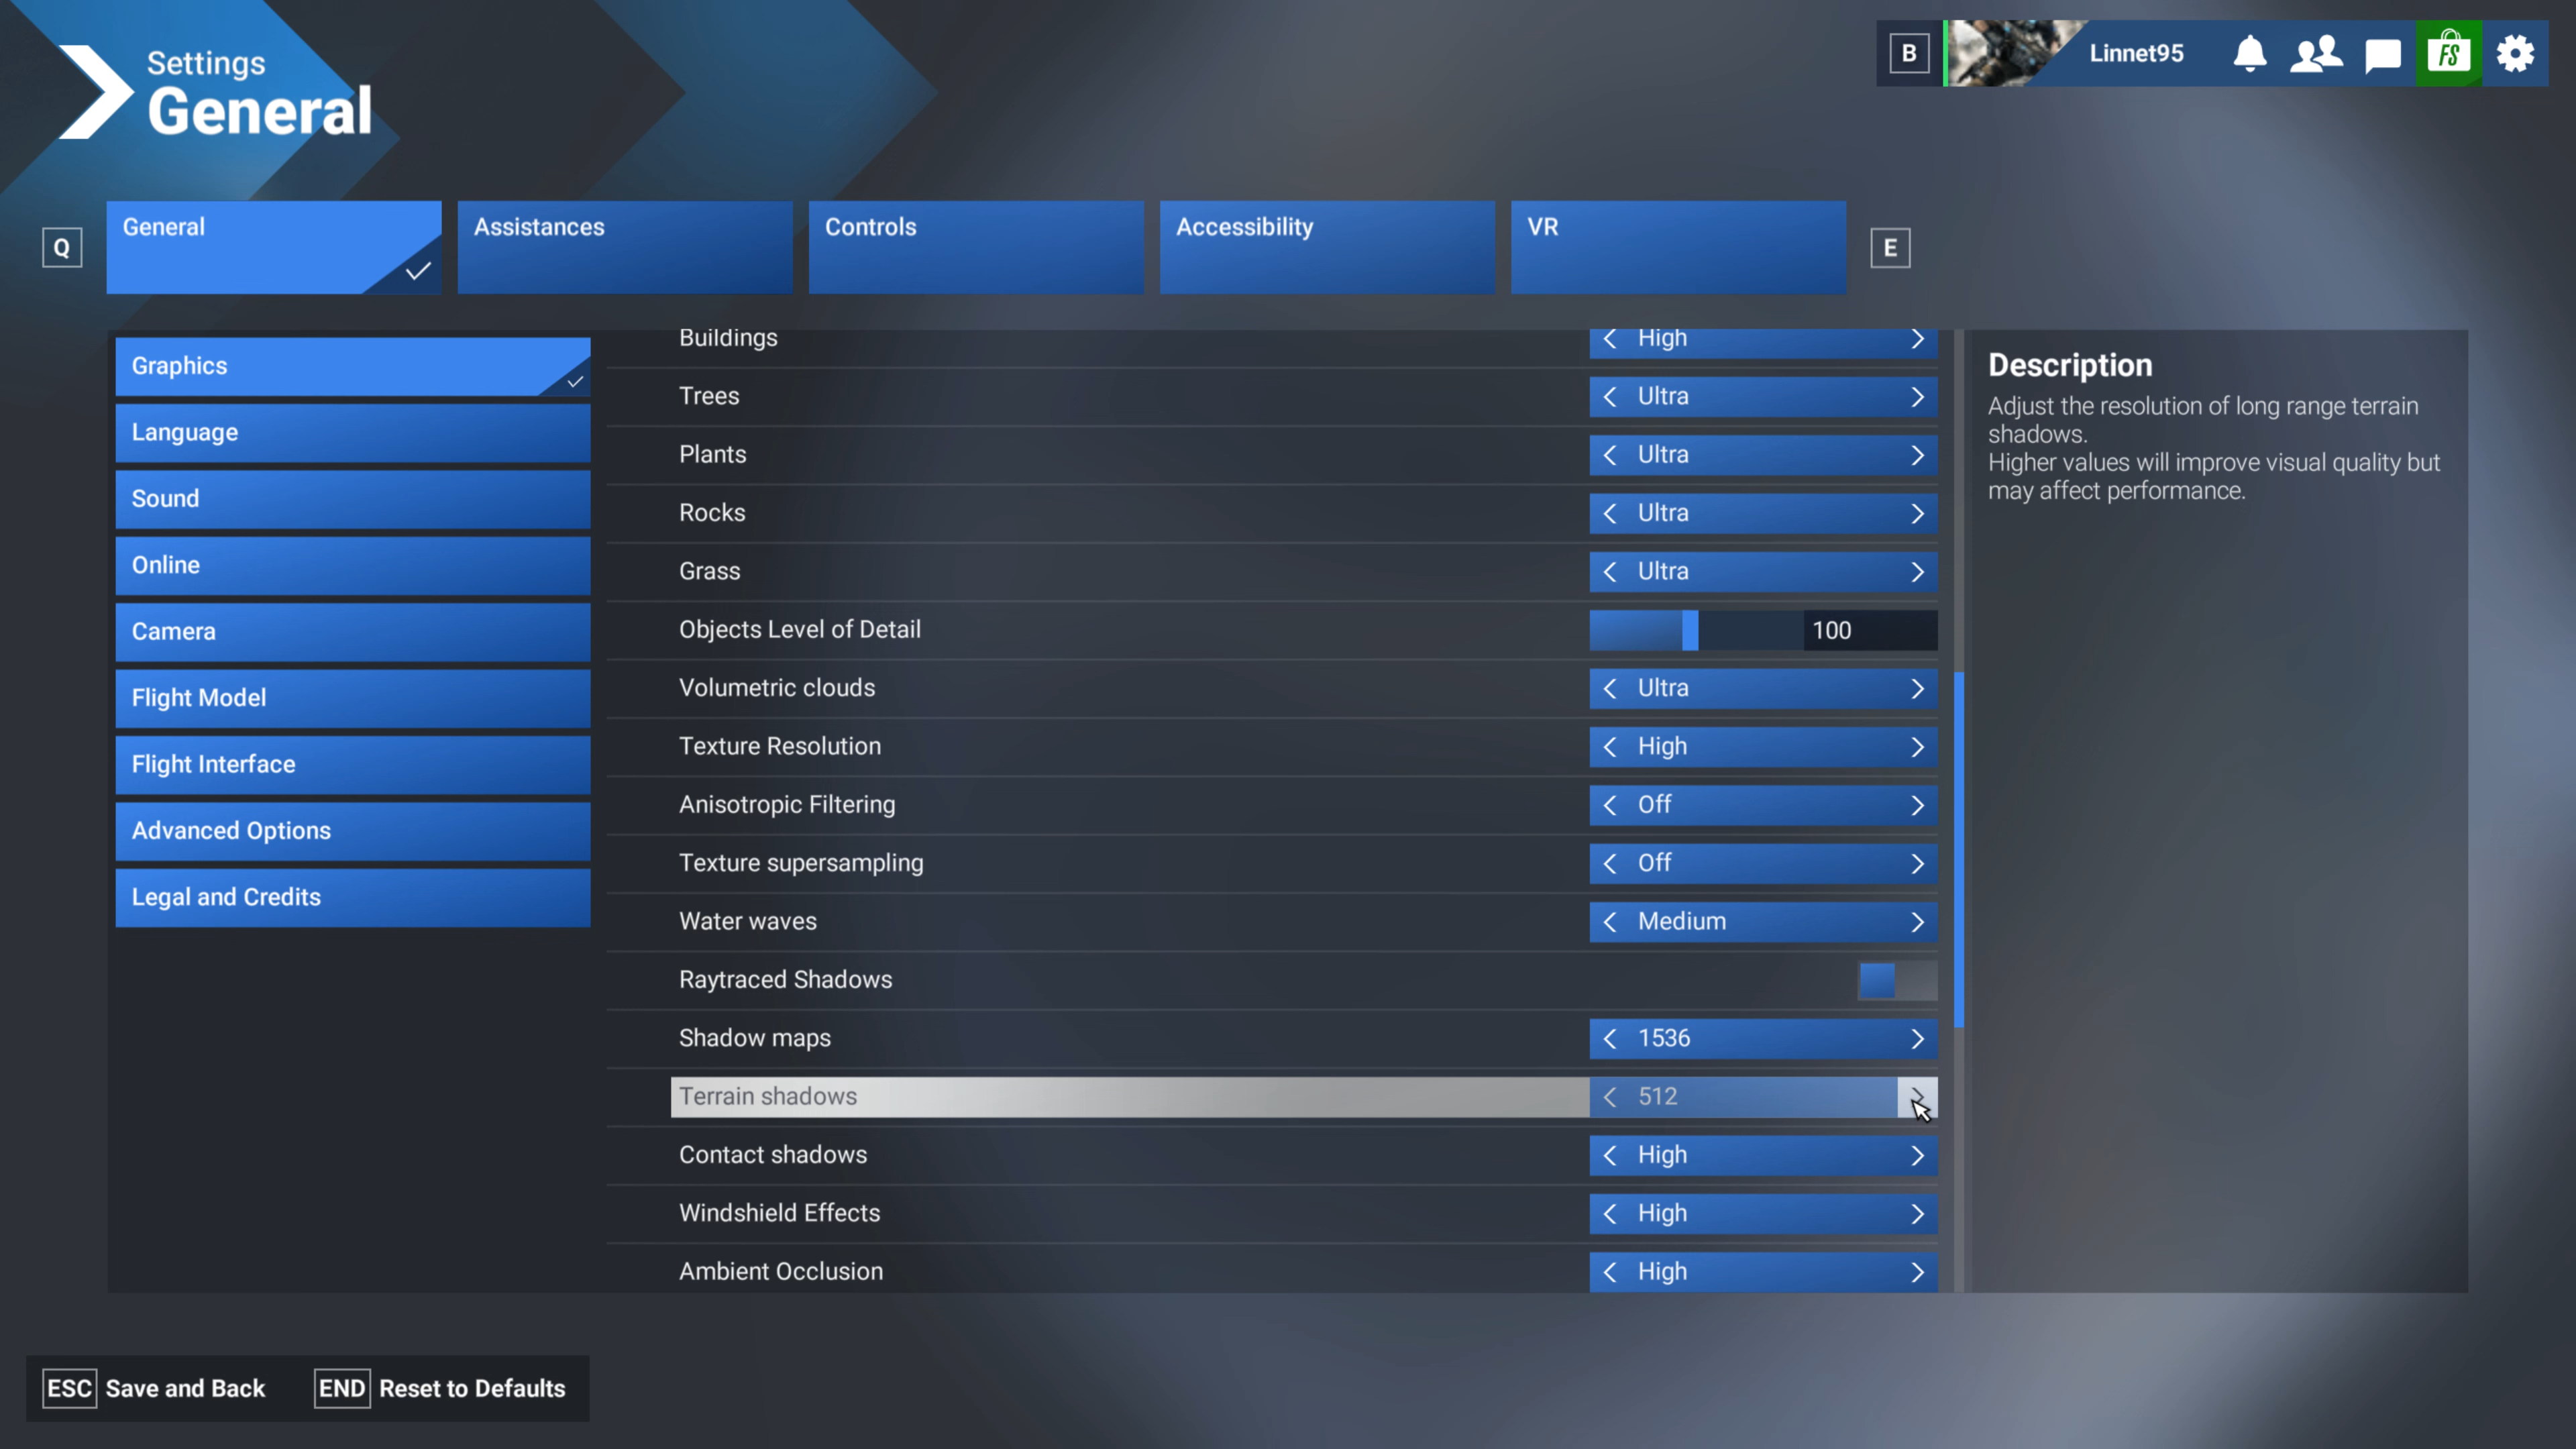 Settings
General
B
Linnet95
FS
Q
General
Assistances
Controls
Accessibility
VR
E
Graphics
Language
Sound
Online
Camera
Flight Model
Flight Interface
Advanced Options
Legal and Credits
Buildings
High
Trees
Ultra
Plants
Ultra
Rocks
Ultra
Grass
Ultra
Objects Level of Detail
100
Volumetric clouds
Ultra
Texture Resolution
High
Anisotropic Filtering
Off
Texture supersampling
Off
Water waves
Medium
Raytraced Shadows
Shadow maps
1536
Terrain shadows
512
Contact shadows
High
Windshield Effects
High
Ambient Occlusion
High
Description
Adjust the resolution of long range terrain
shadows.
Higher values will improve visual quality but
may affect performance.
ESC Save and Back
END Reset to Defaults